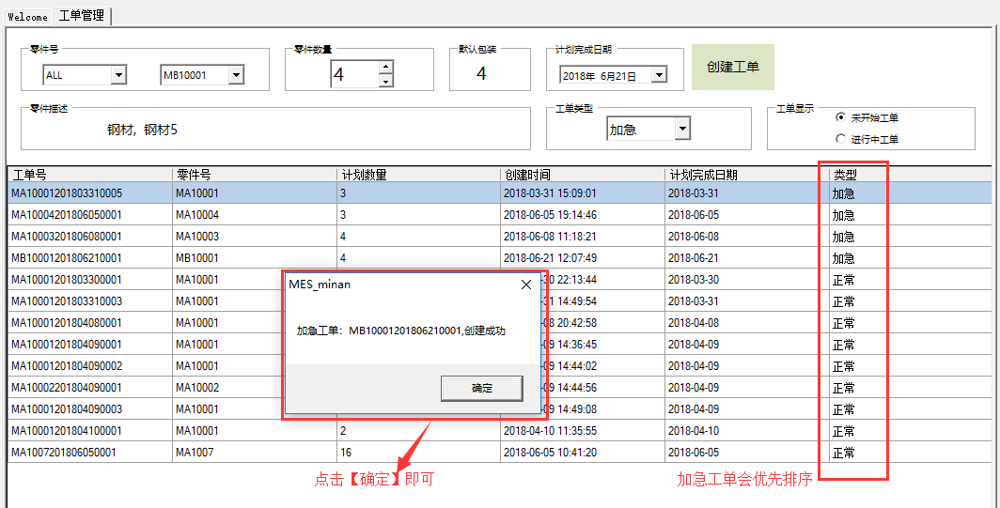 Welcome 工单管理
零件号 零件数量 默认包装 计划完成日期
ALL MB10001 4 4 2018年 6月21日 创建工单
零件描述 工单类型 工单显示
钢材, 钢材5 加急 未开始工单
进行中工单
工单号 零件号 计划数量 创建时间 计划完成日期 类型
MA10001201803310005 MA10001 3 2018-03-31 15:09:01 2018-03-31 加急
MA10004201806050001 MA10004 3 2018-06-05 19:14:46 2018-06-05 加急
MA10003201806080001 MA10003 4 2018-06-08 11:18:21 2018-06-08 加急
MB10001201806210001 MB10001 4 2018-06-21 12:07:49 2018-06-21 加急
MA10001201803300001 MA10001 -30 22:13:44 2018-03-30 正常
MA10001201803310003 MA10001 -31 14:49:54 2018-03-31 正常
MA10001201804080001 MA10001 -08 20:42:58 2018-04-08 正常
MA10001201804090001 MA10001 -09 14:36:45 2018-04-09 正常
MA10001201804090002 MA10001 -09 14:44:02 2018-04-09 正常
MA10002201804090001 MA10002 -09 14:44:56 2018-04-09 正常
MA10001201804090003 MA10001 -09 14:49:08 2018-04-09 正常
MA10001201804100001 MA10001 2 2018-04-10 11:35:55 2018-04-10 正常
MA1007201806050001 MA1007 16 2018-06-05 10:41:20 2018-06-05 正常
MES_minan
加急工单：MB10001201806210001,创建成功
确定
点击【确定】即可
加急工单会优先排序